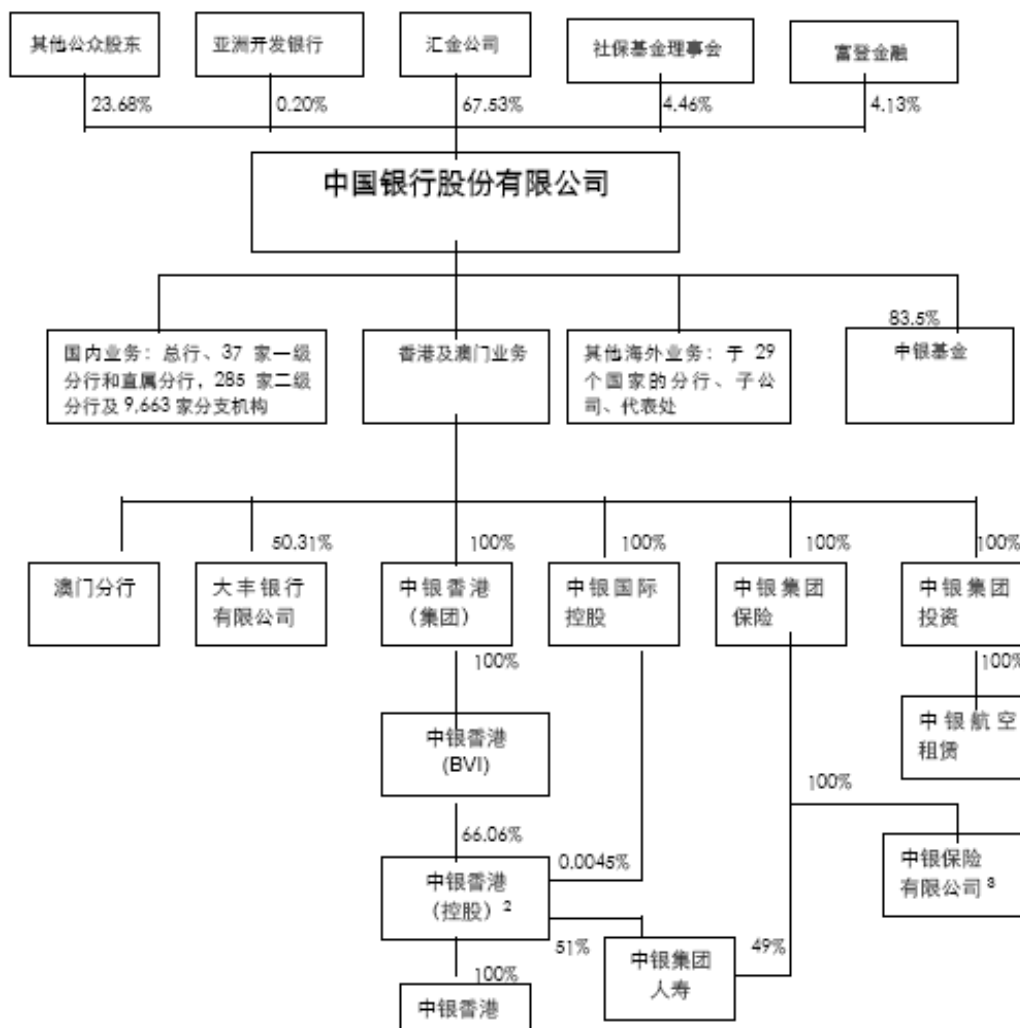 其他公众股东
亚洲开发银行
汇金公司
社保基金理事会
富登金融
23.68%
0.20%
67.53%
4.46%
4.13%
中国银行股份有限公司
83.5%
国内业务：总行、37 家一级
分行和直属分行，285 家二级
分行及 9,663 家分支机构
香港及澳门业务
其他海外业务：于 29
个国家的分行、子公
司、代表处
中银基金
50.31%
100%
100%
100%
100%
澳门分行
大丰银行
有限公司
中银香港
（集团）
中银国际
控股
中银集团
保险
中银集团
投资
100%
100%
中银香港
(BVI)
中银航空
租赁
100%
66.06%
0.0045%
中银香港
（控股）2
中银保险
有限公司 3
51%
49%
100%
中银集团
人寿
中银香港